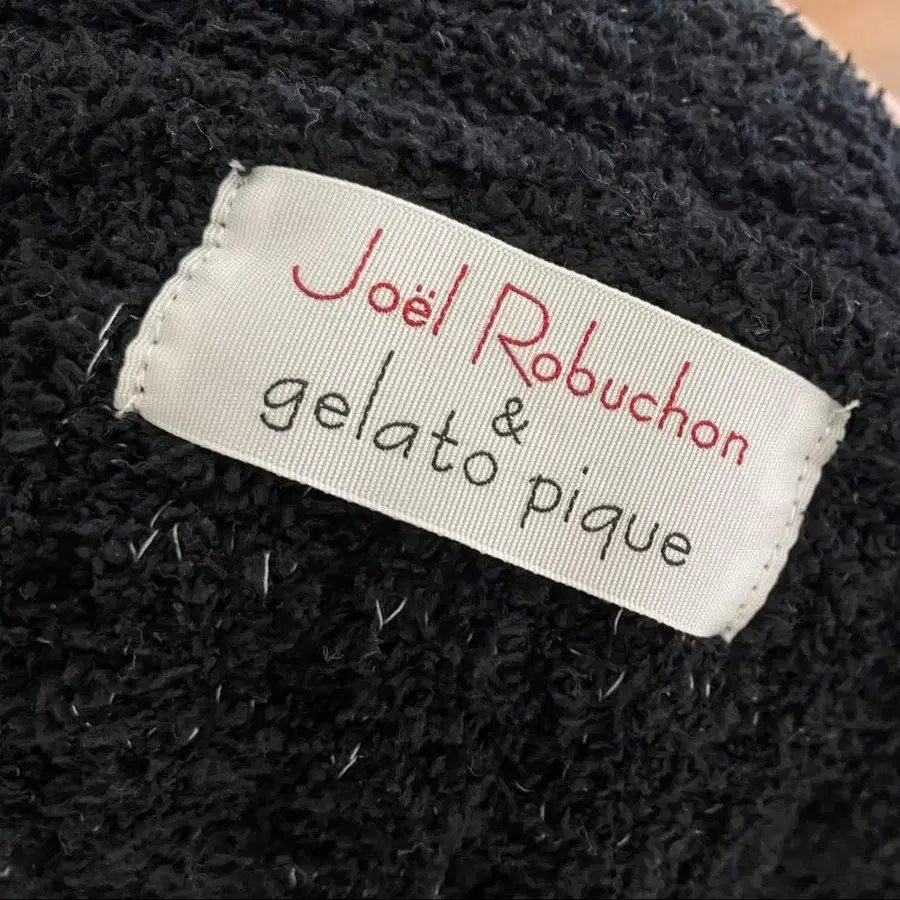 Joël Robuchon
&
gelato pique